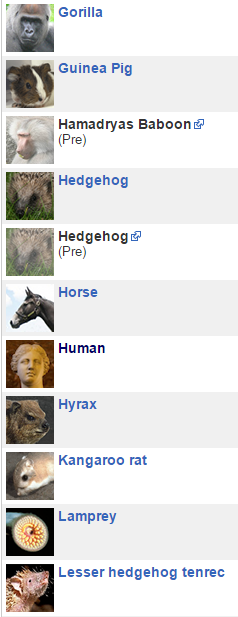 Gorilla
Guinea Pig
Hamadryas Baboon
(Pre)
Hedgehog
Hedgehog
(Pre)
Horse
Human
Hyrax
Kangaroo rat
Lamprey
Lesser hedgehog tenrec